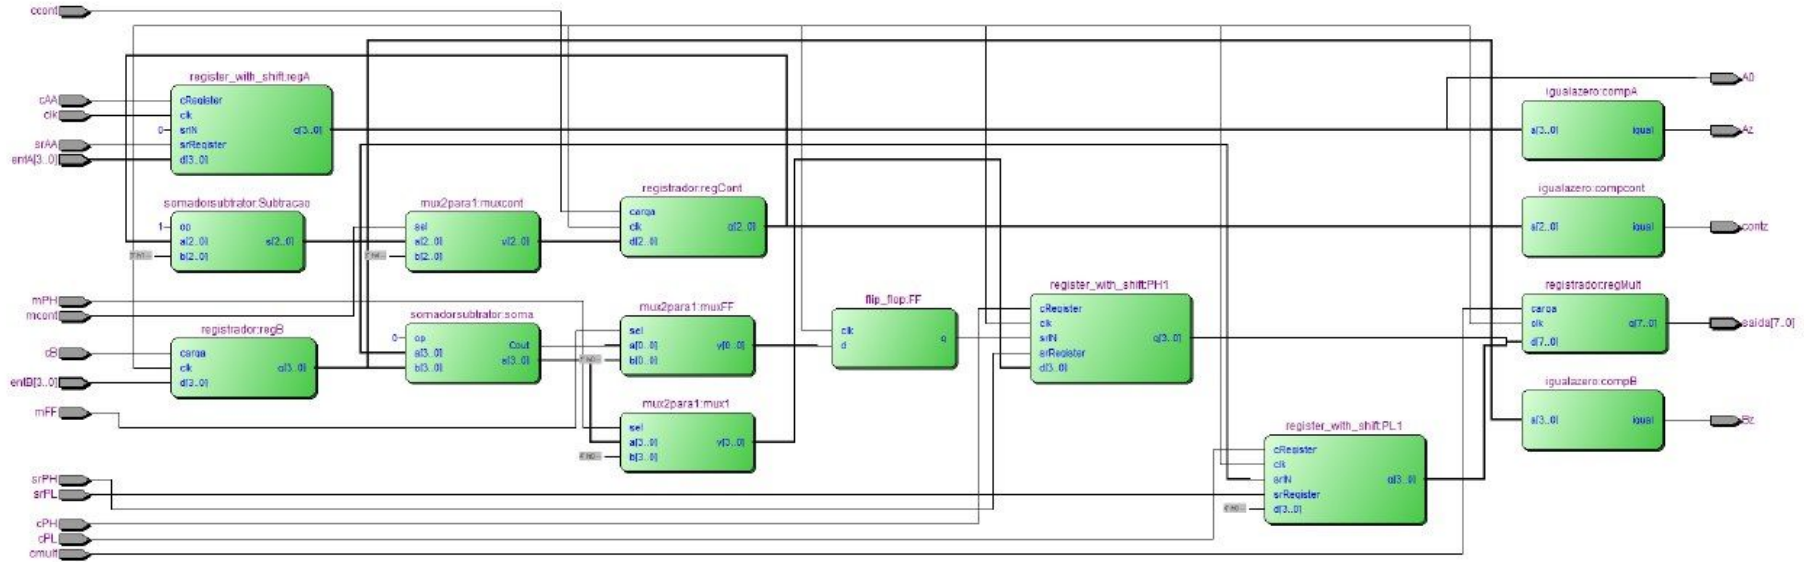 ccont
cAA
clk
srAA
entA[3..0]
mPH
mcont
cB
entB[3..0]
mFF
srPH
srPL
cPH
cPL
cmult
register_with_shift:regA
cRegister
clk
0
srIN
srRegister
d[3..0]
q[3..0]
somadorsubtrator:Subtracao
1
op
a[2..0]
b[2..0]
s[2..0]
mux2para1:muxcont
sel
a[2..0]
b[2..0]
y[2..0]
registrador:regCont
carga
clk
d[2..0]
q[2..0]
registrador:regB
carga
clk
d[3..0]
q[3..0]
somadorsubtrator:soma
0
op
a[3..0]
b[3..0]
Cout
s[3..0]
mux2para1:muxFF
sel
a[0..0]
b[0..0]
y[0..0]
mux2para1:mux1
sel
a[3..0]
b[3..0]
y[3..0]
flip_flop:FF
clk
d
q
register_with_shift:PH1
cRegister
clk
srIN
srRegister
d[3..0]
q[3..0]
register_with_shift:PL1
cRegister
clk
srIN
srRegister
d[3..0]
q[3..0]
igualazero:compA
a[3..0]
igual
igualazero:compcont
a[2..0]
igual
registrador:regMult
carga
clk
d[7..0]
q[7..0]
igualazero:compB
a[3..0]
igual
A0
Az
contz
saida[7..0]
Bz